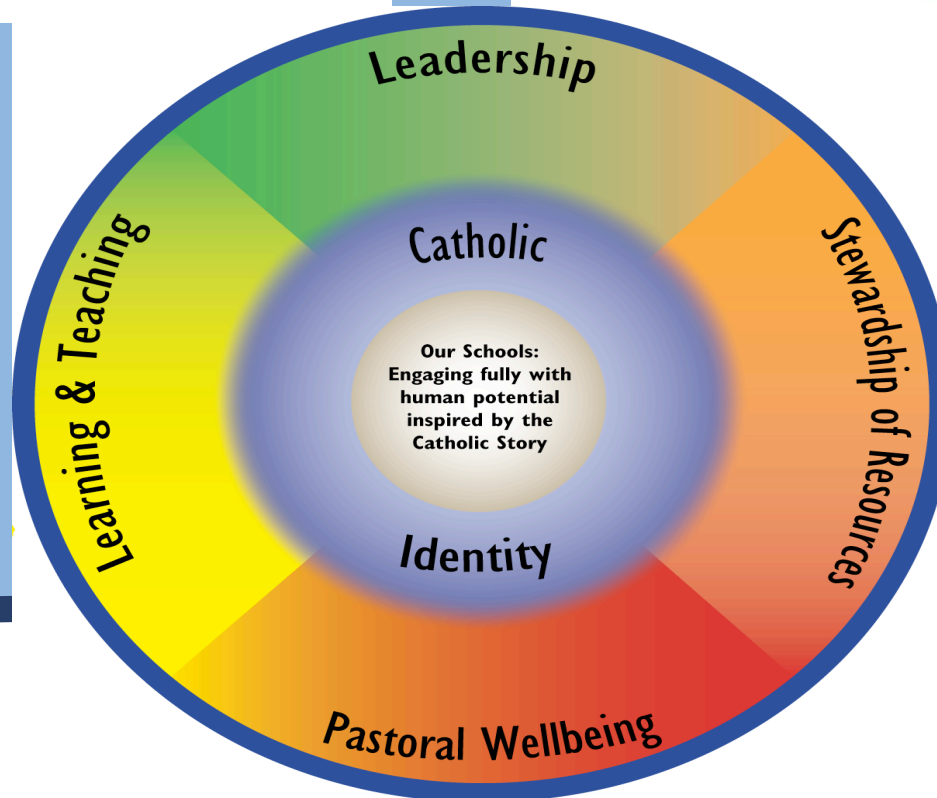 Leadership
Catholic
Our Schools:
Engaging fully with
human potential
inspired by the
Catholic Story
Identity
Learning & Teaching
Stewardship of Resources
Pastoral Wellbeing